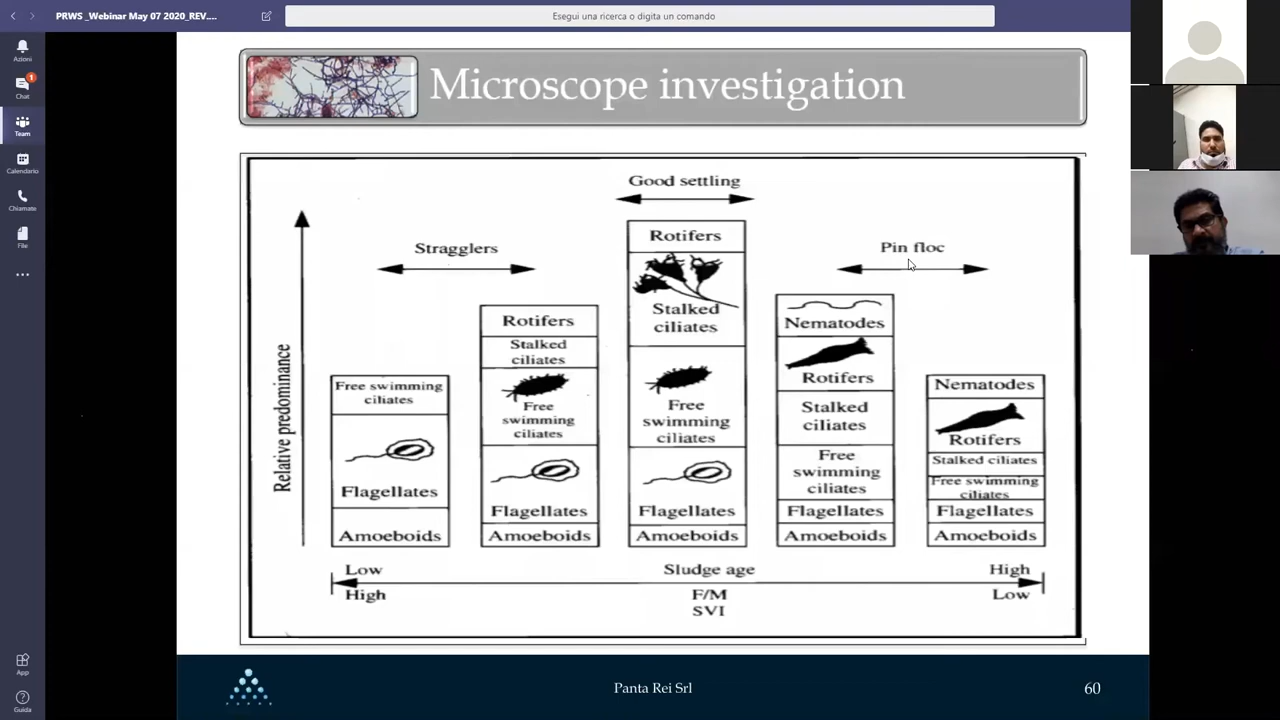 PRWS _Webinar May 07 2020_REV....
Esegui una ricerca o digita un comando
Azioni
1
Chat
Team
Calendario
Chiamate
File
App
Guida
Microscope investigation
Good settling
Stragglers
Pin floc
Relative predominance
Free swimming
ciliates
Flagellates
Amoeboids
Rotifers
Stalked
ciliates
Free
swimming
ciliates
Flagellates
Amoeboids
Rotifers
Stalked
ciliates
Free
swimming
ciliates
Flagellates
Amoeboids
Nematodes
Rotifers
Stalked
ciliates
Free
swimming
ciliates
Flagellates
Amoeboids
Nematodes
Rotifers
Stalked ciliates
Free swimming
ciliates
Flagellates
Amoeboids
Low Sludge age High
High F/M Low
SVI
Panta Rei Srl
60